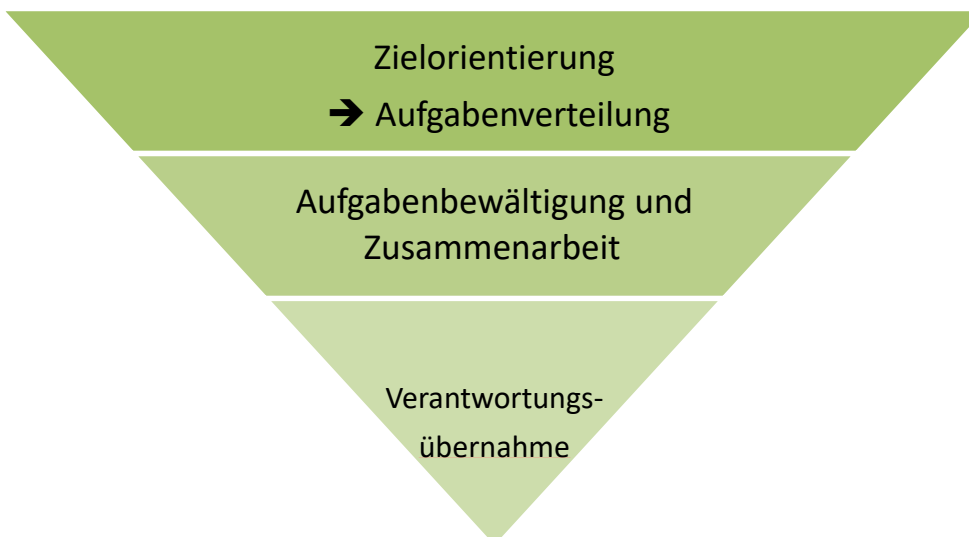 Zielorientierung
➔ Aufgabenverteilung
Aufgabenbewältigung und
Zusammenarbeit
Verantwortungs-
übernahme